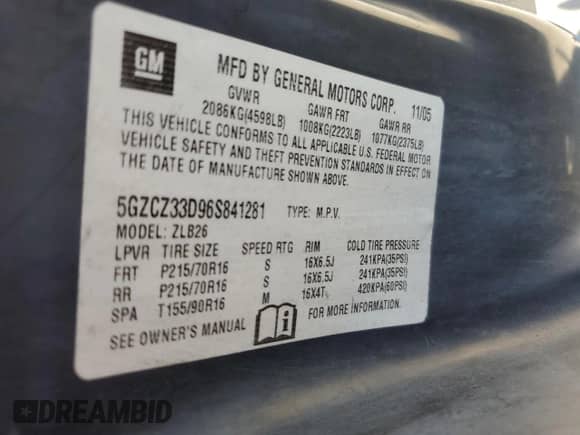 GM
MFD BY GENERAL MOTORS CORP. 11/05
GVWR GAWR FRT GAWR RR
2086KG(4598LB) 1008KG(2223LB) 1077KG(2375LB)
THIS VEHICLE CONFORMS TO ALL APPLICABLE U.S. FEDERAL MOTOR
VEHICLE SAFETY AND THEFT PREVENTION STANDARDS IN EFFECT ON
THE DATE OF MANUFACTURE SHOWN ABOVE.
5GZCZ33D96S841281 TYPE: M.P.V.
MODEL: ZLB26
LPVR TIRE SIZE SPEED RTG RIM COLD TIRE PRESSURE
FRT P215/70R16 S 16X6.5J 241KPA(35PSI)
RR P215/70R16 S 16X6.5J 241KPA(35PSI)
SPA T155/90R16 M 16X4T 420KPA(60PSI)
SEE OWNER'S MANUAL i FOR MORE INFORMATION.
DREAMBID